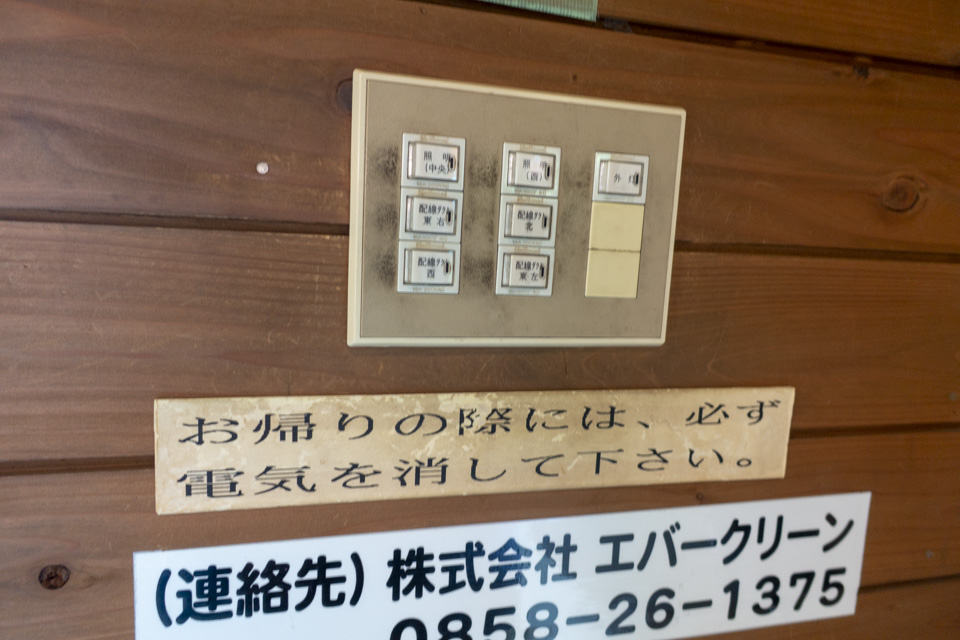 照明
(中央)
配線ダクト
東右
配線ダクト
西
照明
(西)
配線ダクト
北
配線ダクト
東左
外灯
お帰りの際には、必ず
電気を消して下さい。
(連絡先) 株式会社 エバークリーン
0858-26-1375